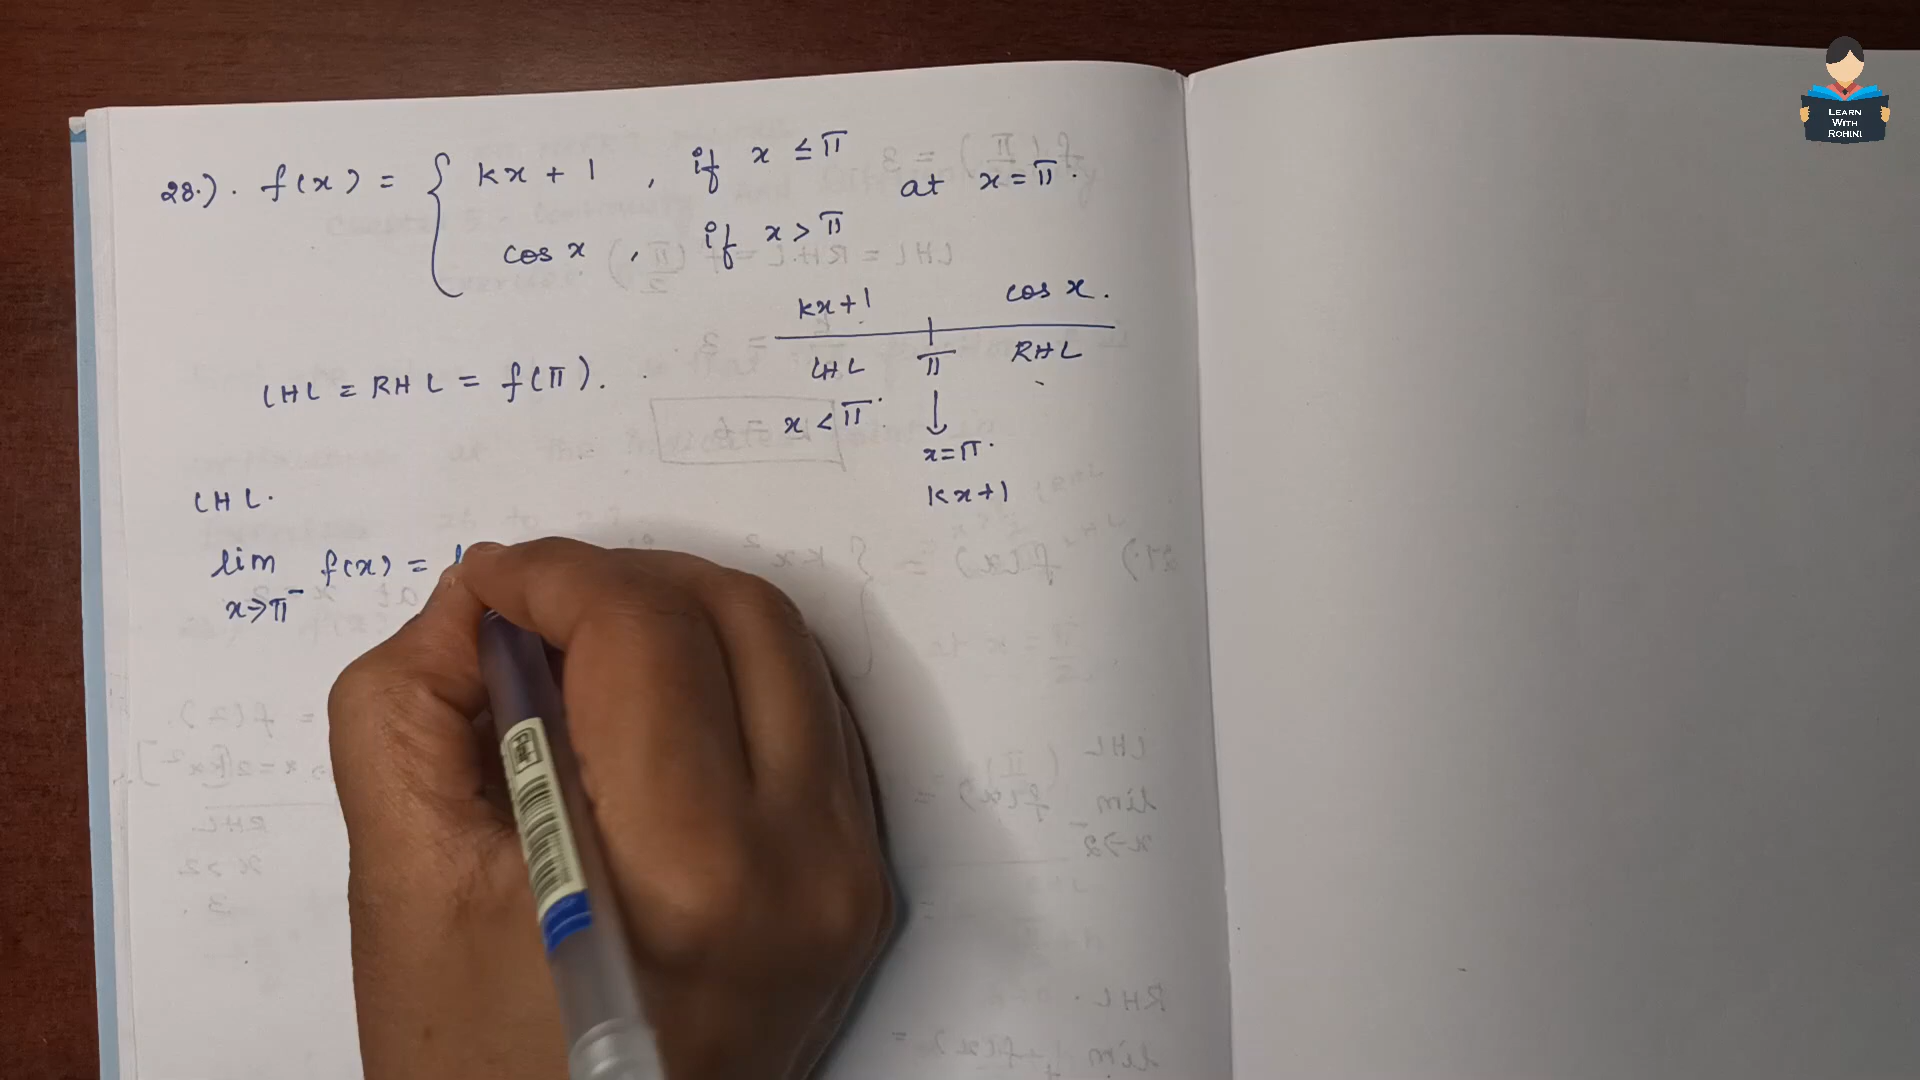 28.). f(x) = { kx + 1 , if x ≤ π
at x = π.
cos x , if x > π
kx+1 cos x.
LHL π RHL
LHL = RHL = f(π).
x < π.
x = π.
kx+1
LHL.
lim f(x) =
x→π⁻
LEARN
WITH
ROHINI